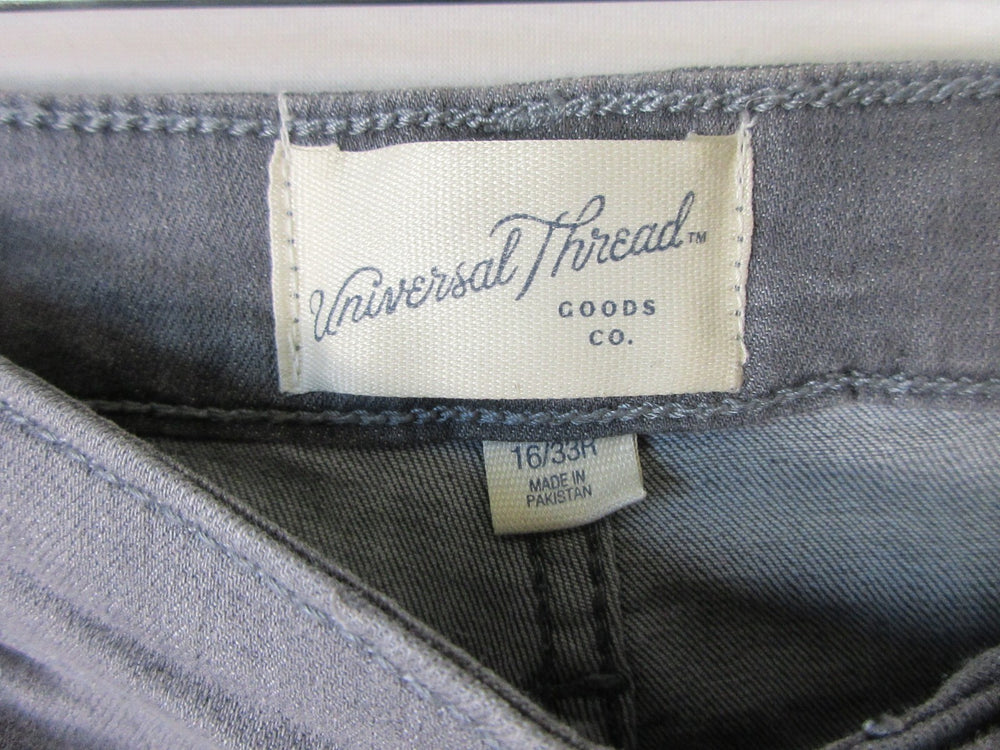 Universal Thread™
GOODS
CO.
16/33R
MADE IN
PAKISTAN